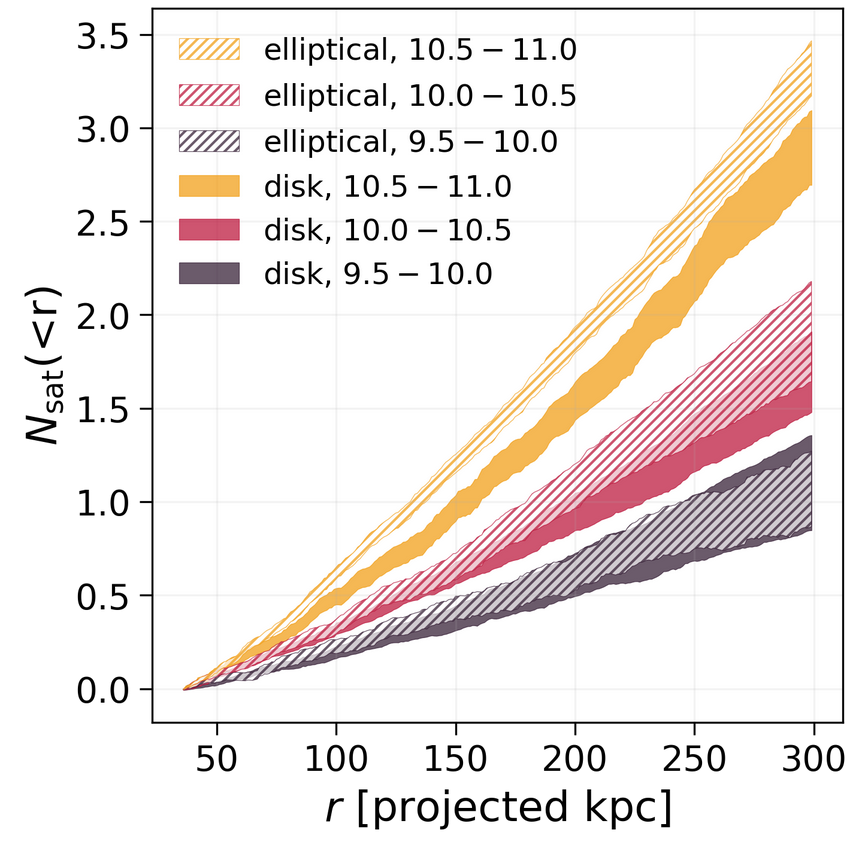 3.5
3.0
2.5
2.0
1.5
1.0
0.5
0.0
N_sat(<r)
elliptical, 10.5 − 11.0
elliptical, 10.0 − 10.5
elliptical, 9.5 − 10.0
disk, 10.5 − 11.0
disk, 10.0 − 10.5
disk, 9.5 − 10.0
50 100 150 200 250 300
r [projected kpc]